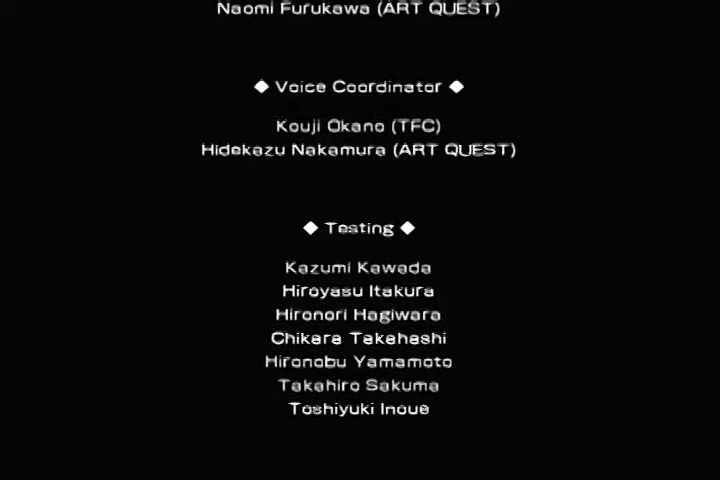 Naomi Furukawa (ART QUEST)
◆ Voice Coordinator ◆
Kouji Okano (TFC)
Hidekazu Nakamura (ART QUEST)
◆ Testing ◆
Kazumi Kawada
Hiroyasu Itakura
Hironori Hagiwara
Chikara Takahashi
Hironobu Yamamoto
Takahiro Sakuma
Toshiyuki Inoue